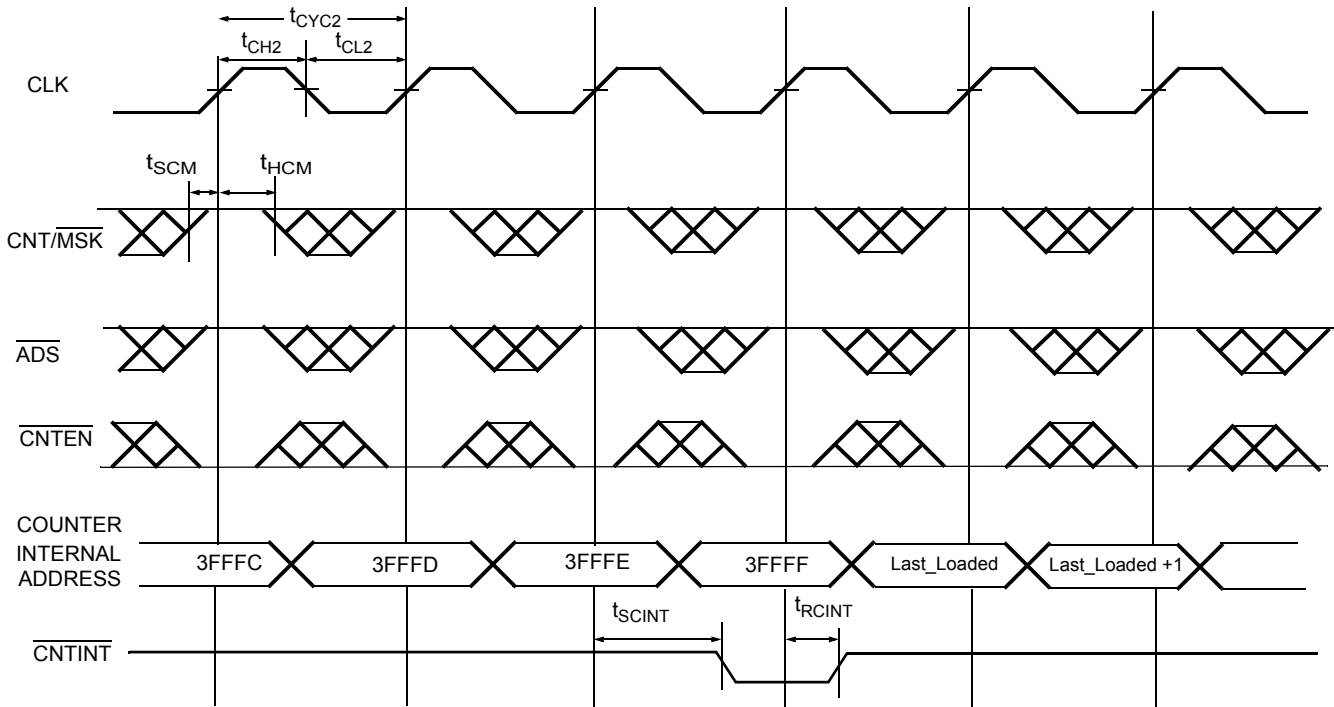 tCYC2
tCH2 tCL2
CLK
tSCM tHCM
CNT/MSK
ADS
CNTEN
COUNTER
INTERNAL
ADDRESS
3FFFC 3FFFD 3FFFE 3FFFF Last_Loaded Last_Loaded +1
tSCINT tRCINT
CNTINT